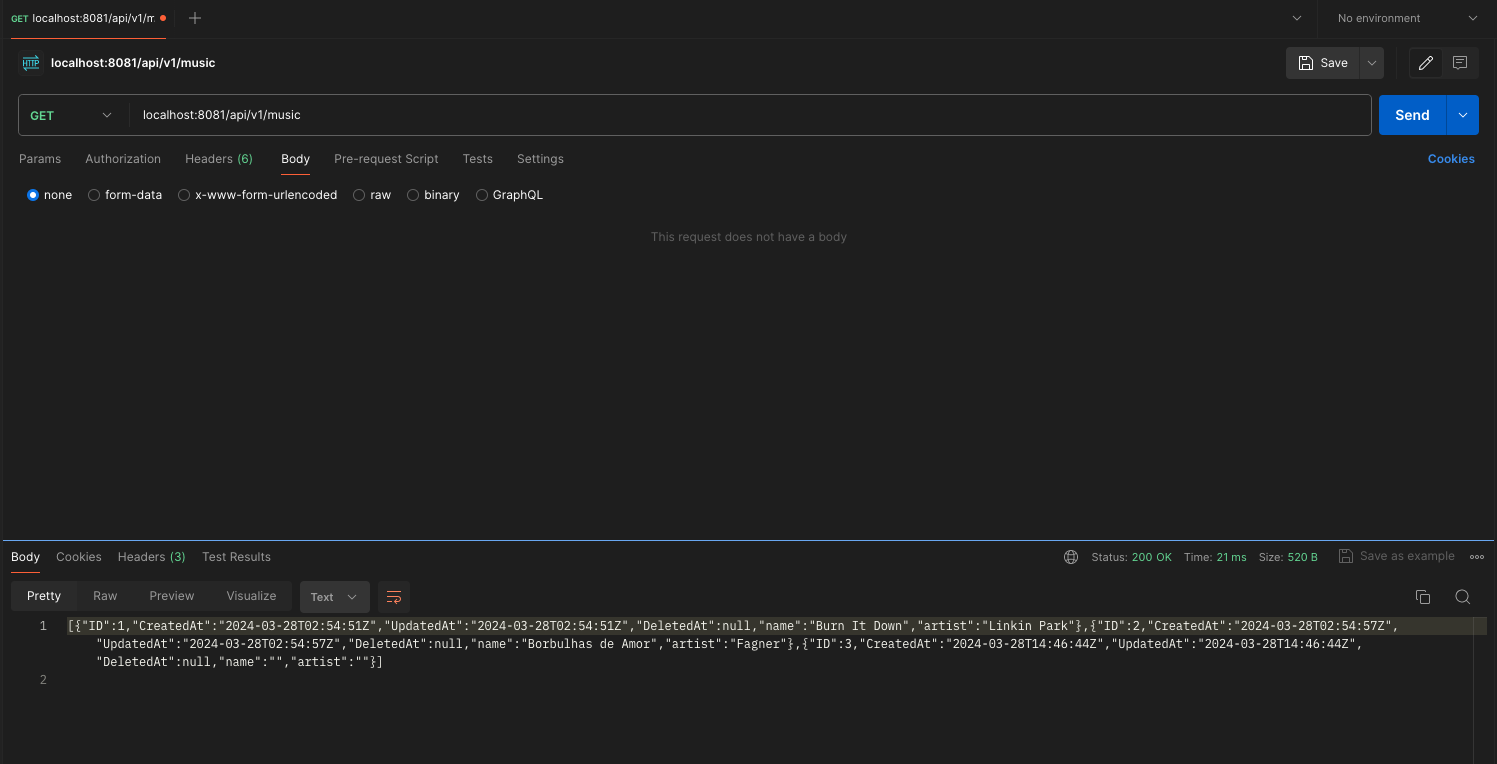 GET localhost:8081/api/v1/m
No environment
HTTP localhost:8081/api/v1/music
Save
GET localhost:8081/api/v1/music
Send
Params Authorization Headers (6) Body Pre-request Script Tests Settings Cookies
none form-data x-www-form-urlencoded raw binary GraphQL
This request does not have a body
Body Cookies Headers (3) Test Results Status: 200 OK Time: 21 ms Size: 520 B Save as example
Pretty Raw Preview Visualize Text
1 [{"ID":1,"CreatedAt":"2024-03-28T02:54:51Z","UpdatedAt":"2024-03-28T02:54:51Z","DeletedAt":null,"name":"Burn It Down","artist":"Linkin Park"},{"ID":2,"CreatedAt":"2024-03-28T02:54:57Z",
"UpdatedAt":"2024-03-28T02:54:57Z","DeletedAt":null,"name":"Borbulhas de Amor","artist":"Fagner"},{"ID":3,"CreatedAt":"2024-03-28T14:46:44Z","UpdatedAt":"2024-03-28T14:46:44Z",
"DeletedAt":null,"name":"","artist":""}]
2